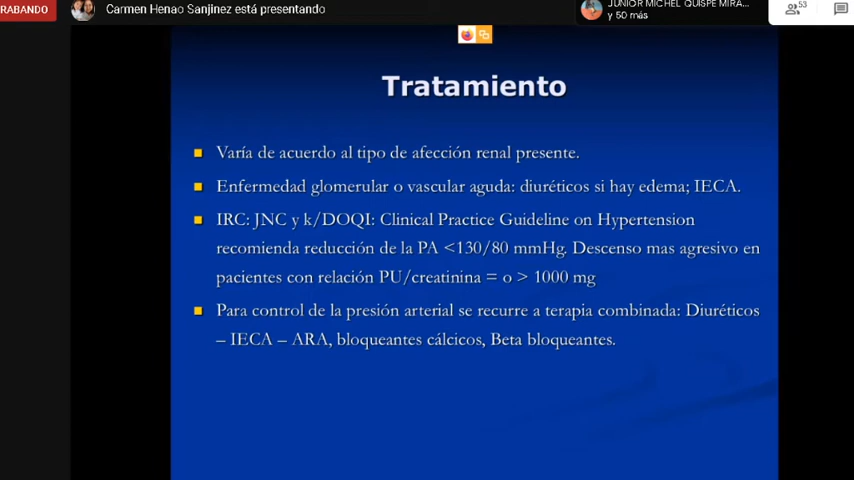 RABANDO
Carmen Henao Sanjinez está presentando
JUNIOR MICHEL QUISPE MIRA...
y 50 más
53
Tratamiento
Varía de acuerdo al tipo de afección renal presente.
Enfermedad glomerular o vascular aguda: diuréticos si hay edema; IECA.
IRC: JNC y k/DOQI: Clinical Practice Guideline on Hypertension
recomienda reducción de la PA <130/80 mmHg. Descenso mas agresivo en
pacientes con relación PU/creatinina = o > 1000 mg
Para control de la presión arterial se recurre a terapia combinada: Diuréticos
– IECA – ARA, bloqueantes cálcicos, Beta bloqueantes.